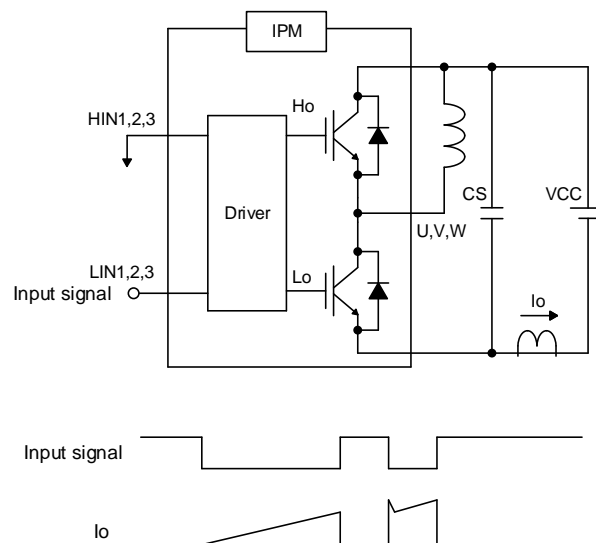 IPM
Ho
HIN1,2,3
Driver
CS
VCC
U,V,W
LIN1,2,3
Lo
Input signal
Io
Input signal
Io